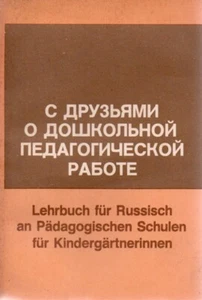 С ДРУЗЬЯМИ
О ДОШКОЛЬНОЙ
ПЕДАГОГИЧЕСКОЙ
РАБОТЕ
Lehrbuch für Russisch
an Pädagogischen Schulen
für Kindergärtnerinnen